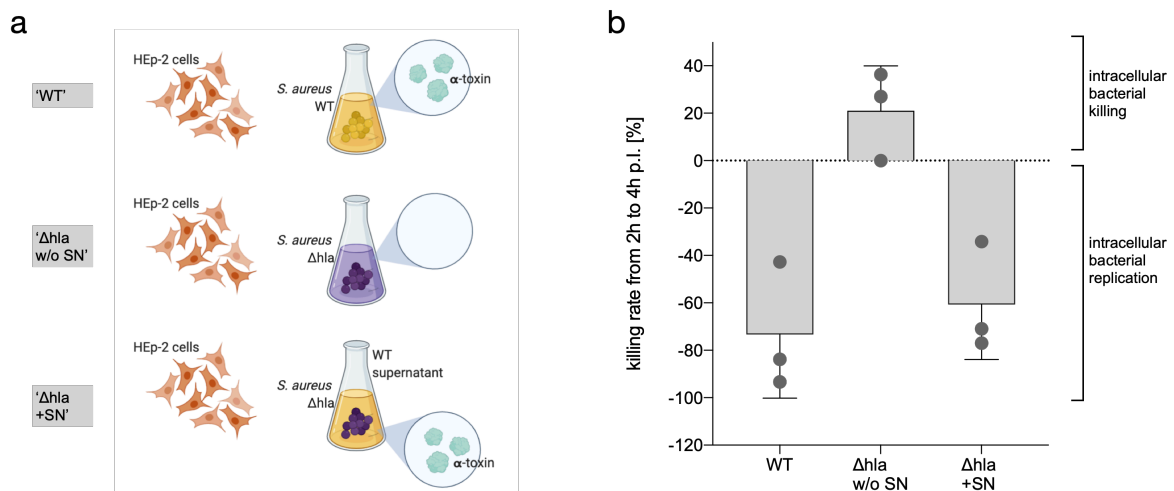 a
'WT'
HEp-2 cells
S. aureus
WT
α-toxin
'Δhla
w/o SN'
HEp-2 cells
S. aureus
Δhla
'Δhla
+SN'
HEp-2 cells
S. aureus
Δhla
WT
supernatant
α-toxin
b
killing rate from 2h to 4h p.l. [%]
40
20
0
-20
-40
-60
-80
-100
-120
WT
Δhla
w/o SN
Δhla
+SN
intracellular
bacterial
killing
intracellular
bacterial
replication